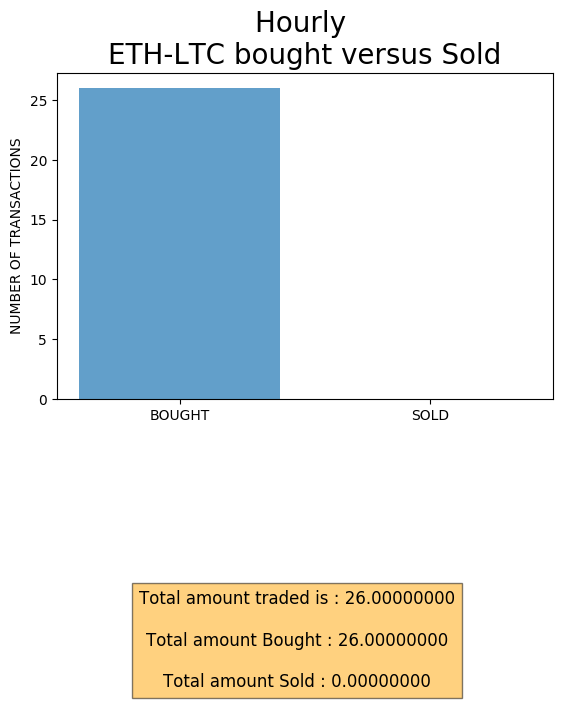 Hourly
ETH-LTC bought versus Sold
NUMBER OF TRANSACTIONS
25
20
15
10
5
0
BOUGHT
SOLD
Total amount traded is : 26.00000000
Total amount Bought : 26.00000000
Total amount Sold : 0.00000000